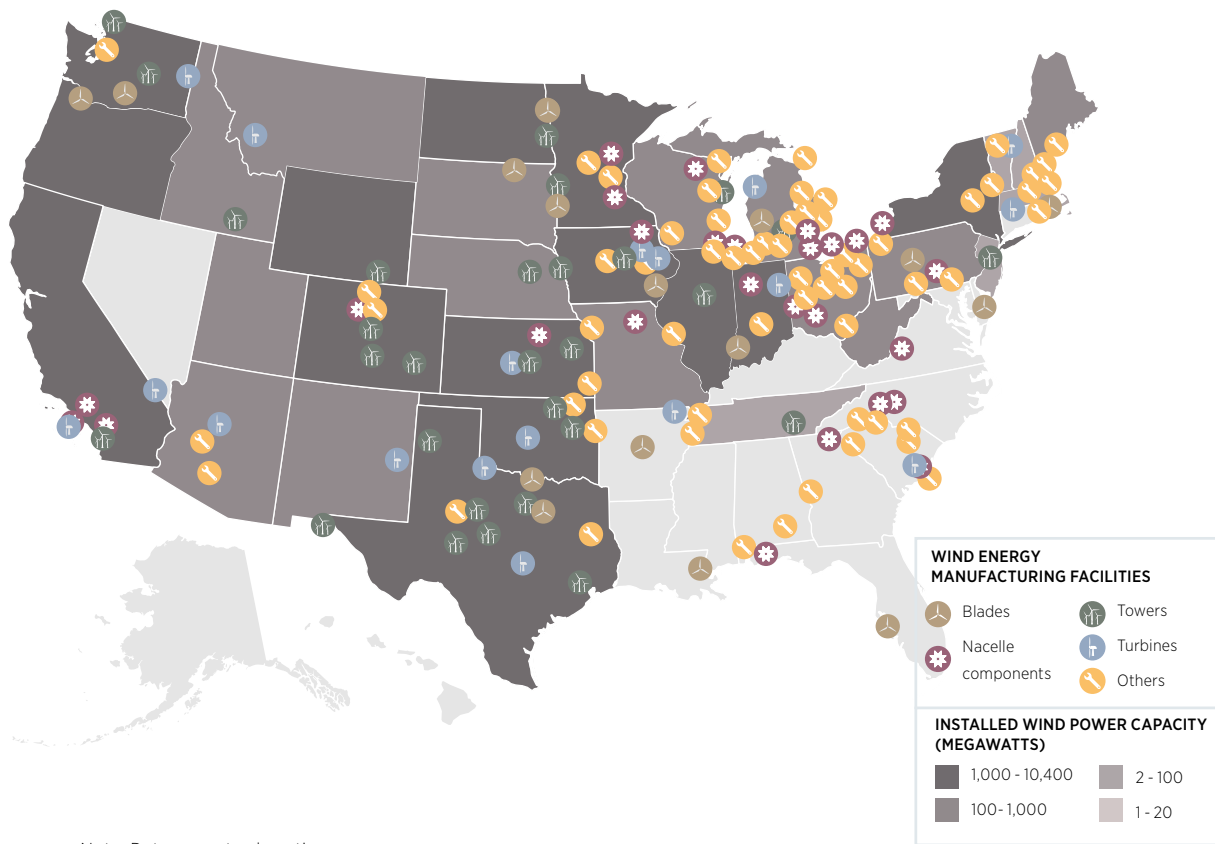 WIND ENERGY
MANUFACTURING FACILITIES
Blades
Towers
Nacelle
components
Turbines
Others
INSTALLED WIND POWER CAPACITY
(MEGAWATTS)
1,000 - 10,400
2 - 100
100- 1,000
1 - 20